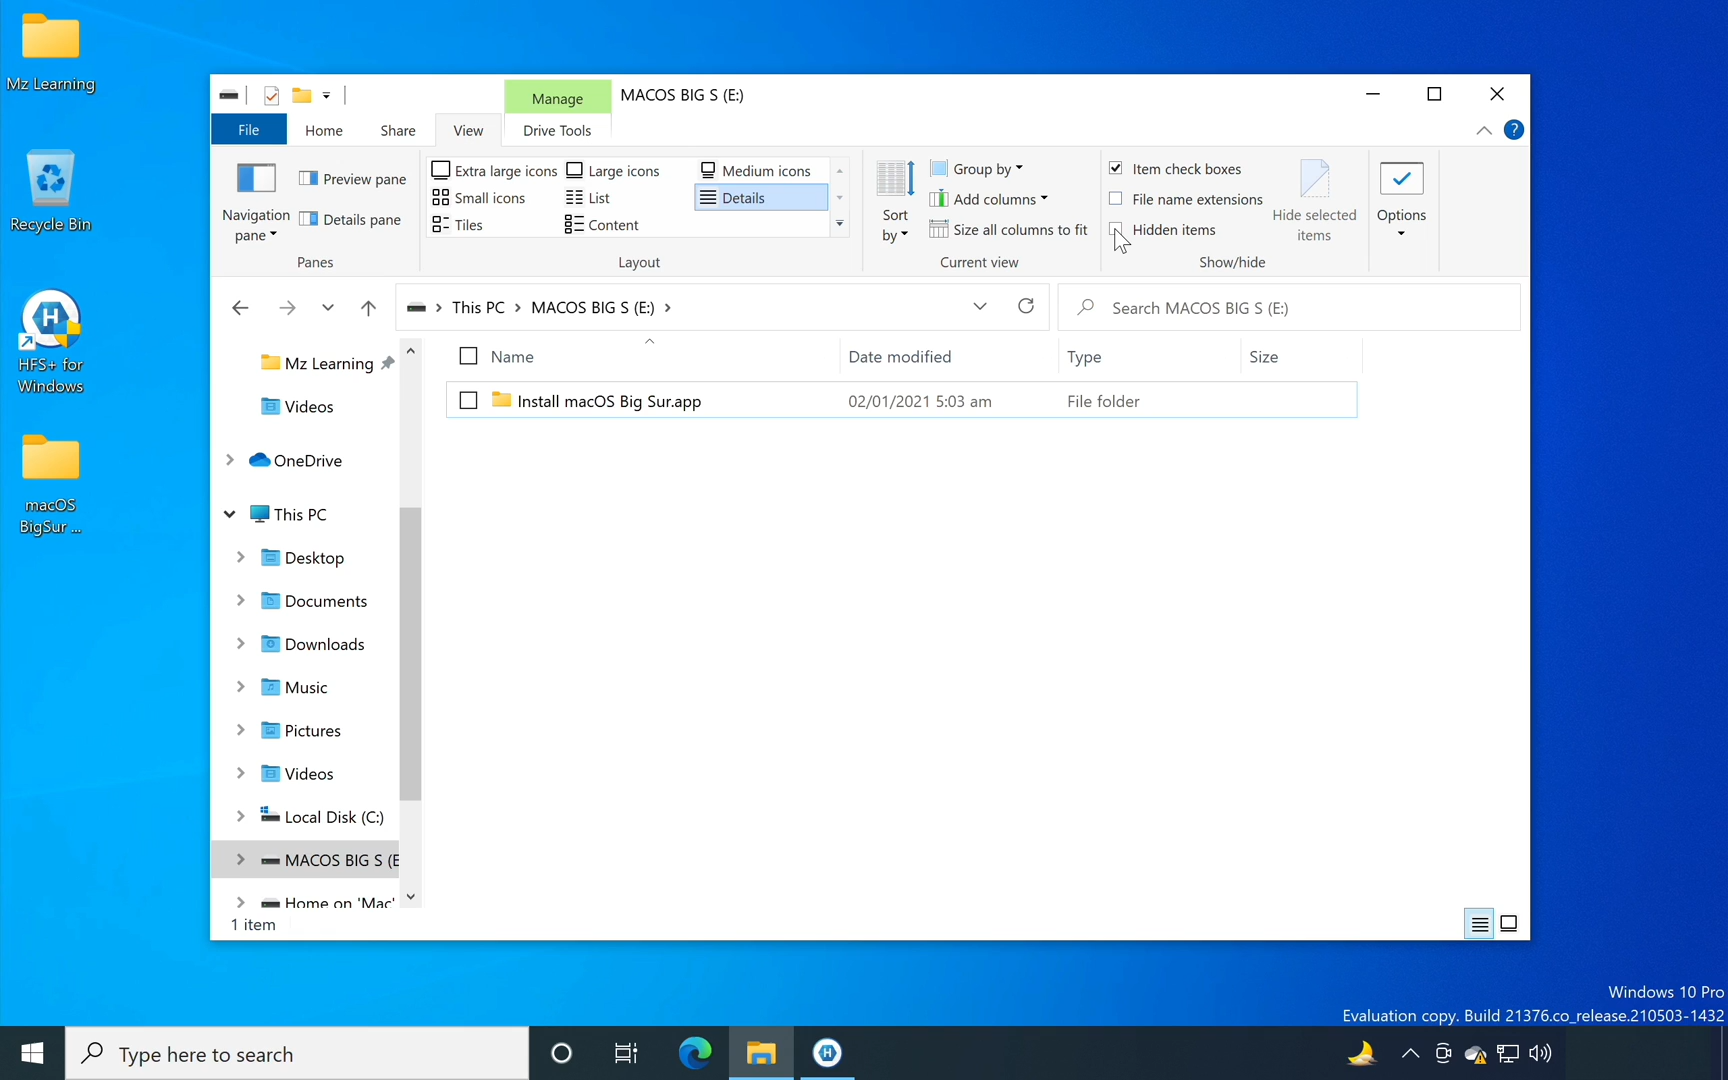 Mz Learning
Recycle Bin
HFS+ for
Windows
macOS
BigSur ...
Manage
MACOS BIG S (E:)
File
Home
Share
View
Drive Tools
Navigation
pane
Preview pane
Details pane
Panes
Extra large icons
Large icons
Medium icons
Small icons
List
Details
Tiles
Content
Layout
Sort
by
Group by
Add columns
Size all columns to fit
Current view
Item check boxes
File name extensions
Hidden items
Hide selected
items
Show/hide
Options
This PC
MACOS BIG S (E:)
Search MACOS BIG S (E:)
Name
Date modified
Type
Size
Install macOS Big Sur.app
02/01/2021 5:03 am
File folder
Mz Learning
Videos
OneDrive
This PC
Desktop
Documents
Downloads
Music
Pictures
Videos
Local Disk (C:)
MACOS BIG S (E
Home on 'Mac'
1 item
Windows 10 Pro
Evaluation copy. Build 21376.co_release.210503-1432
Type here to search